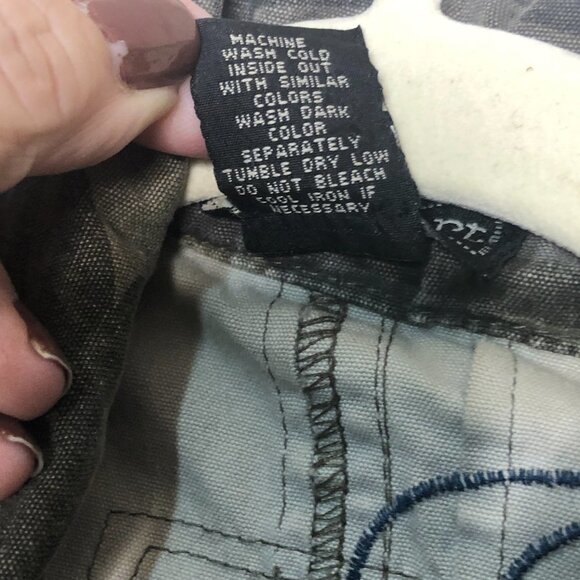 MACHINE
WASH COLD
INSIDE OUT
WITH SIMILAR
COLORS
WASH DARK
COLOR
SEPARATELY
TUMBLE DRY LOW
DO NOT BLEACH
COOL IRON IF
NECESSARY